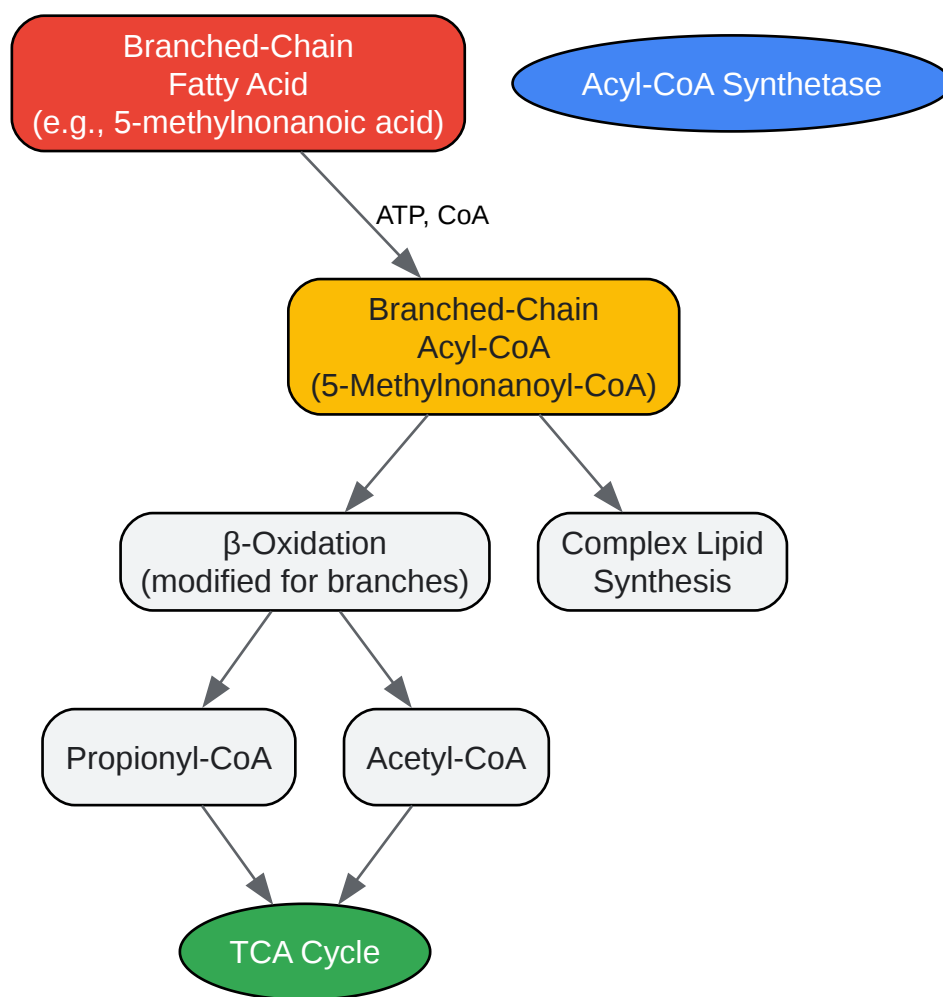 Branched-Chain
Fatty Acid
(e.g., 5-methylnonanoic acid)
Acyl-CoA Synthetase
ATP, CoA
Branched-Chain
Acyl-CoA
(5-Methylnonanoyl-CoA)
β-Oxidation
(modified for branches)
Complex Lipid
Synthesis
Propionyl-CoA
Acetyl-CoA
TCA Cycle